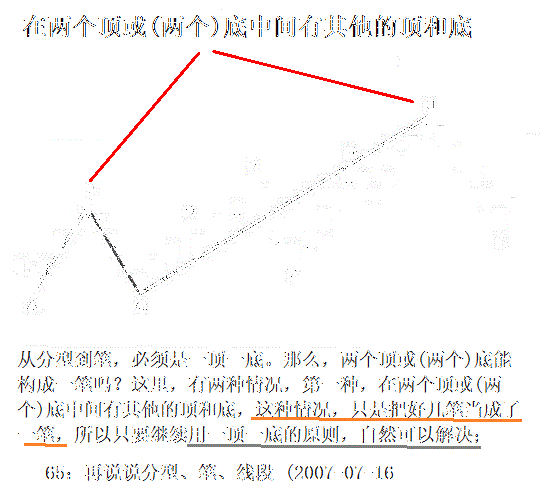 在两个顶或(两个)底中间有其他的顶和底
从分型到笔，必须是一顶一底。那么，两个顶或(两个)底能
构成一笔吗？这里，有两种情况，第一种，在两个顶或(两
个)底中间有其他的顶和底，这种情况，只是把好几笔当成了
一笔，所以只要继续用一顶一底的原则，自然可以解决；
65：再说说分型、笔、线段 (2007-07-16